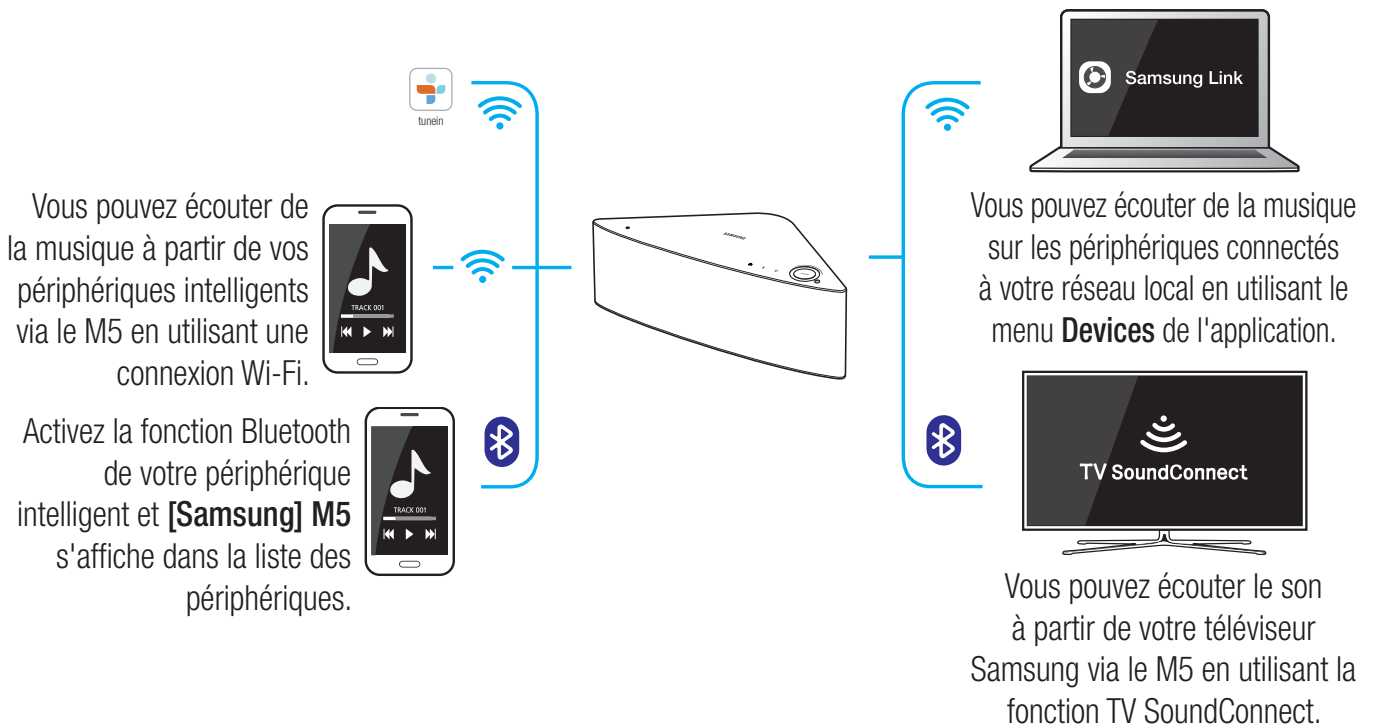 tunein
Vous pouvez écouter de
la musique à partir de vos
périphériques intelligents
via le M5 en utilisant une
connexion Wi-Fi.
TRACK 001
Activez la fonction Bluetooth
de votre périphérique
intelligent et [Samsung] M5
s'affiche dans la liste des
périphériques.
TRACK 001
SAMSUNG
Samsung Link
Vous pouvez écouter de la musique
sur les périphériques connectés
à votre réseau local en utilisant le
menu Devices de l'application.
TV SoundConnect
Vous pouvez écouter le son
à partir de votre téléviseur
Samsung via le M5 en utilisant la
fonction TV SoundConnect.